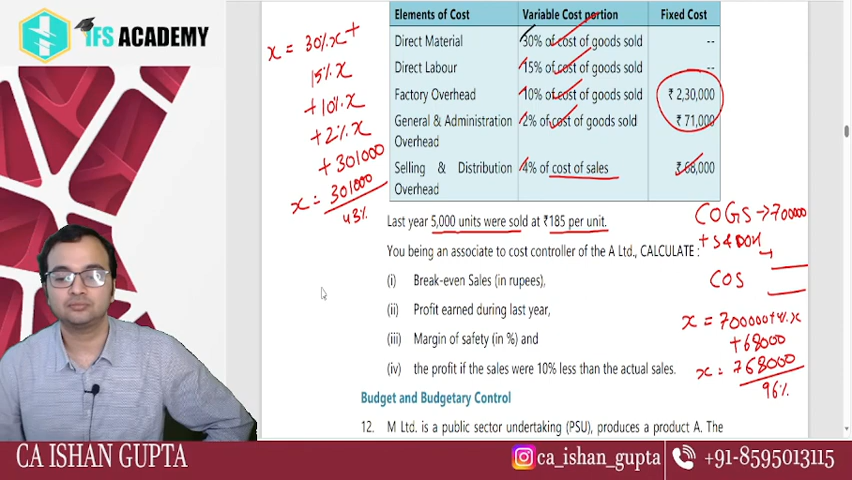 IFS ACADEMY
Elements of Cost Variable Cost portion Fixed Cost
Direct Material 30% of cost of goods sold --
Direct Labour 15% of cost of goods sold --
Factory Overhead 10% of cost of goods sold ₹ 2,30,000
General & Administration Overhead 2% of cost of goods sold ₹ 71,000
Selling & Distribution Overhead 4% of cost of sales ₹ 68,000
x = 30% x +
15% x
+ 10% x
+ 2% x
+ 301000
x = 301000
43%
Last year 5,000 units were sold at ₹185 per unit.
You being an associate to cost controller of the A Ltd., CALCULATE :
(i) Break-even Sales (in rupees),
(ii) Profit earned during last year,
(iii) Margin of safety (in %) and
(iv) the profit if the sales were 10% less than the actual sales.
COGS → 700000
+ S & DOH →
COS
x = 700000 + 4% x
+ 68000
x = 768000
96%
Budget and Budgetary Control
12. M Ltd. is a public sector undertaking (PSU), produces a product A. The
CA ISHAN GUPTA
ca_ishan_gupta
+91-8595013115